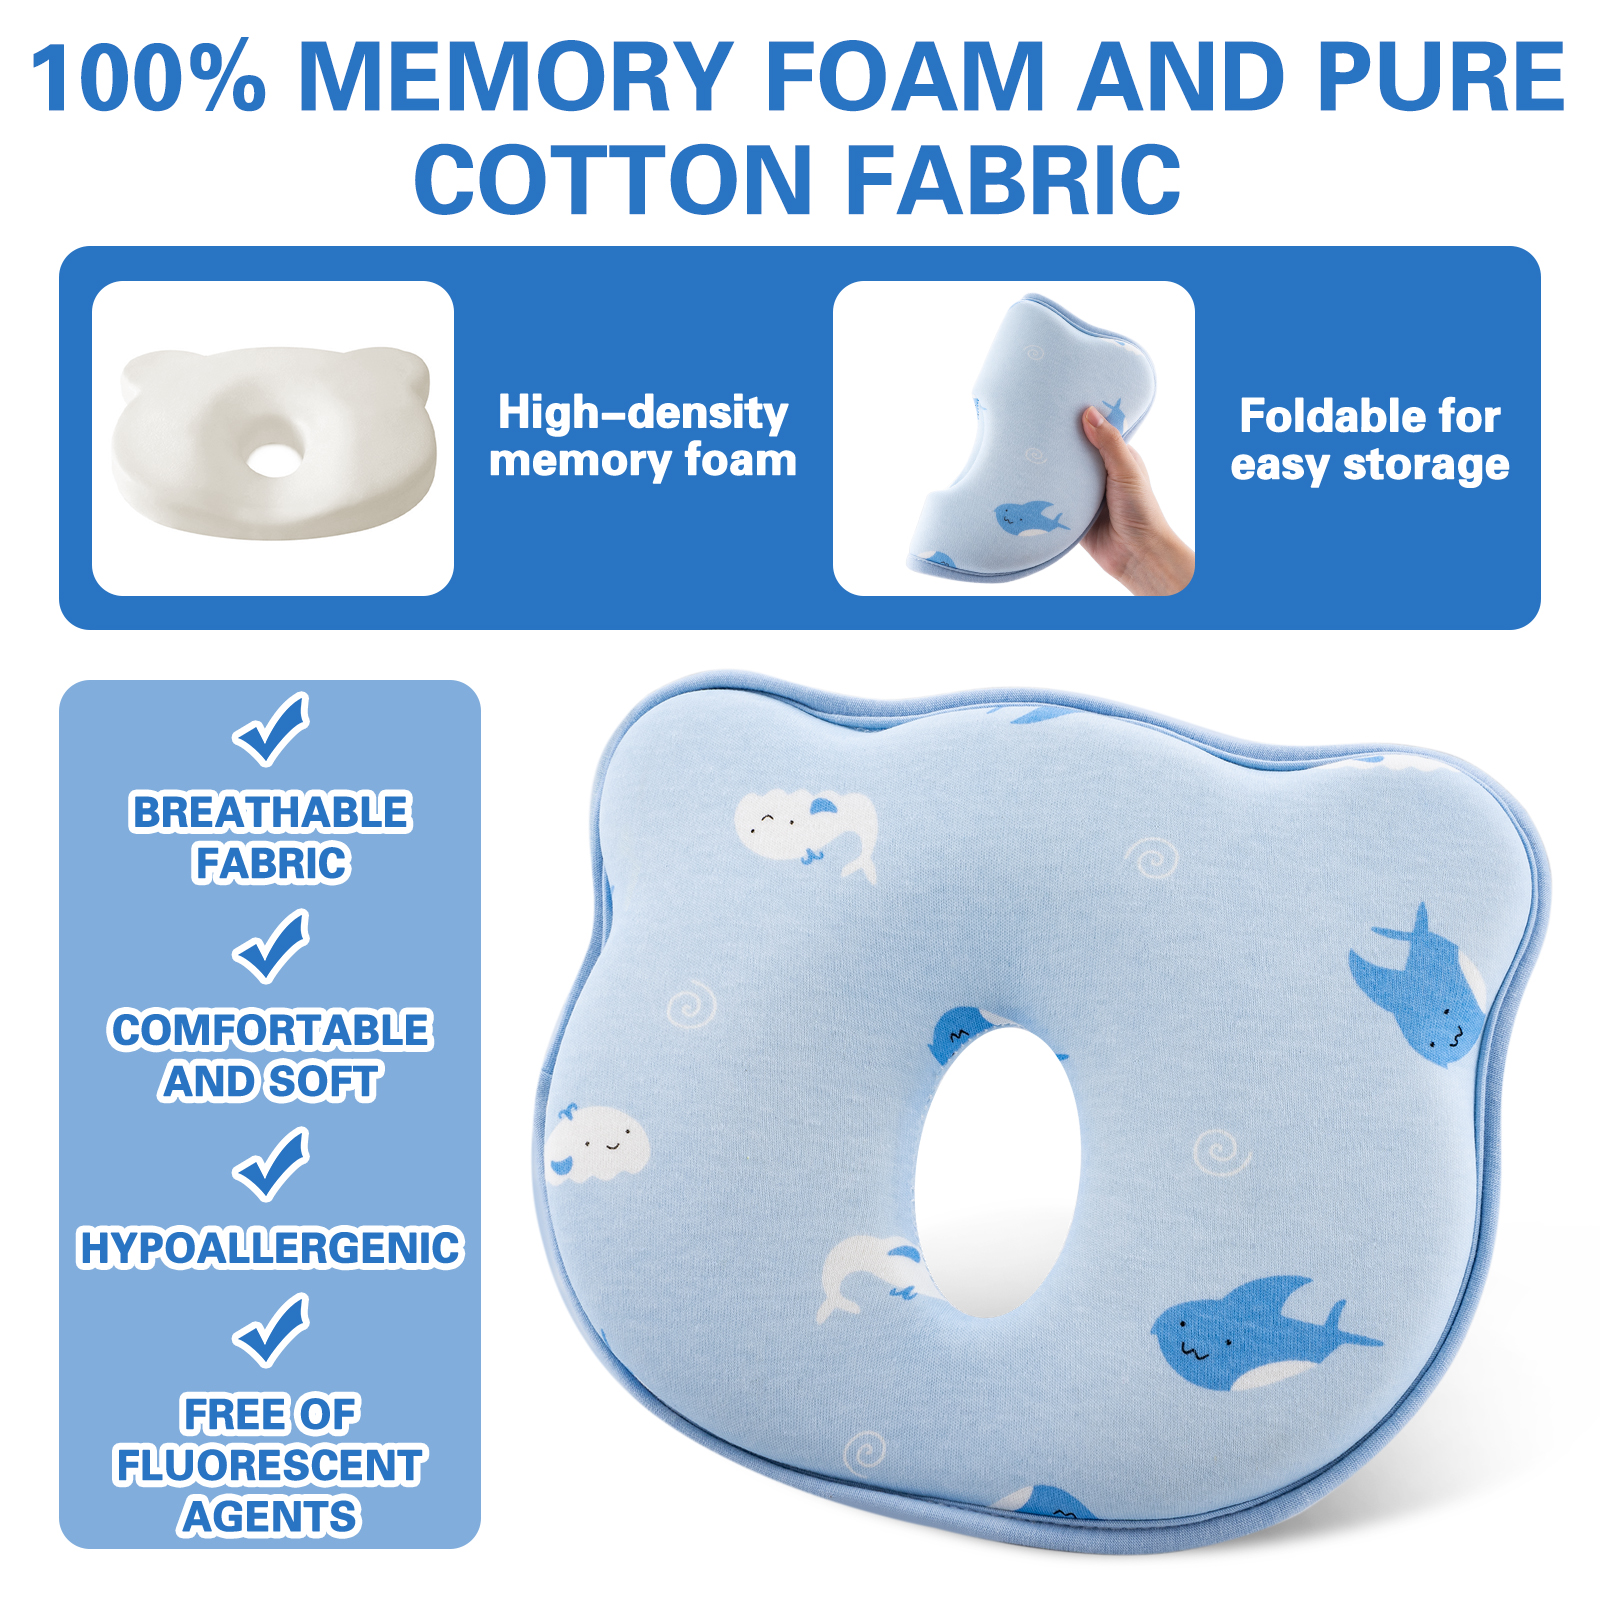 100% MEMORY FOAM AND PURE
COTTON FABRIC
High-density
memory foam
Foldable for
easy storage
BREATHABLE
FABRIC
COMFORTABLE
AND SOFT
HYPOALLERGENIC
FREE OF
FLUORESCENT
AGENTS